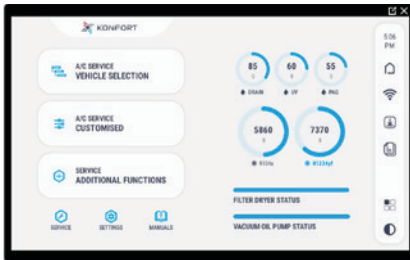 KONFORT
5:06
PM
A/C SERVICE
VEHICLE SELECTION
A/C SERVICE
CUSTOMISED
SERVICE
ADDITIONAL FUNCTIONS
SERVICE
SETTINGS
MANUALS
85
60
55
DRAIN
UV
PAG
5860
7370
R134a
R1234yf
FILTER DRYER STATUS
VACUUM OIL PUMP STATUS